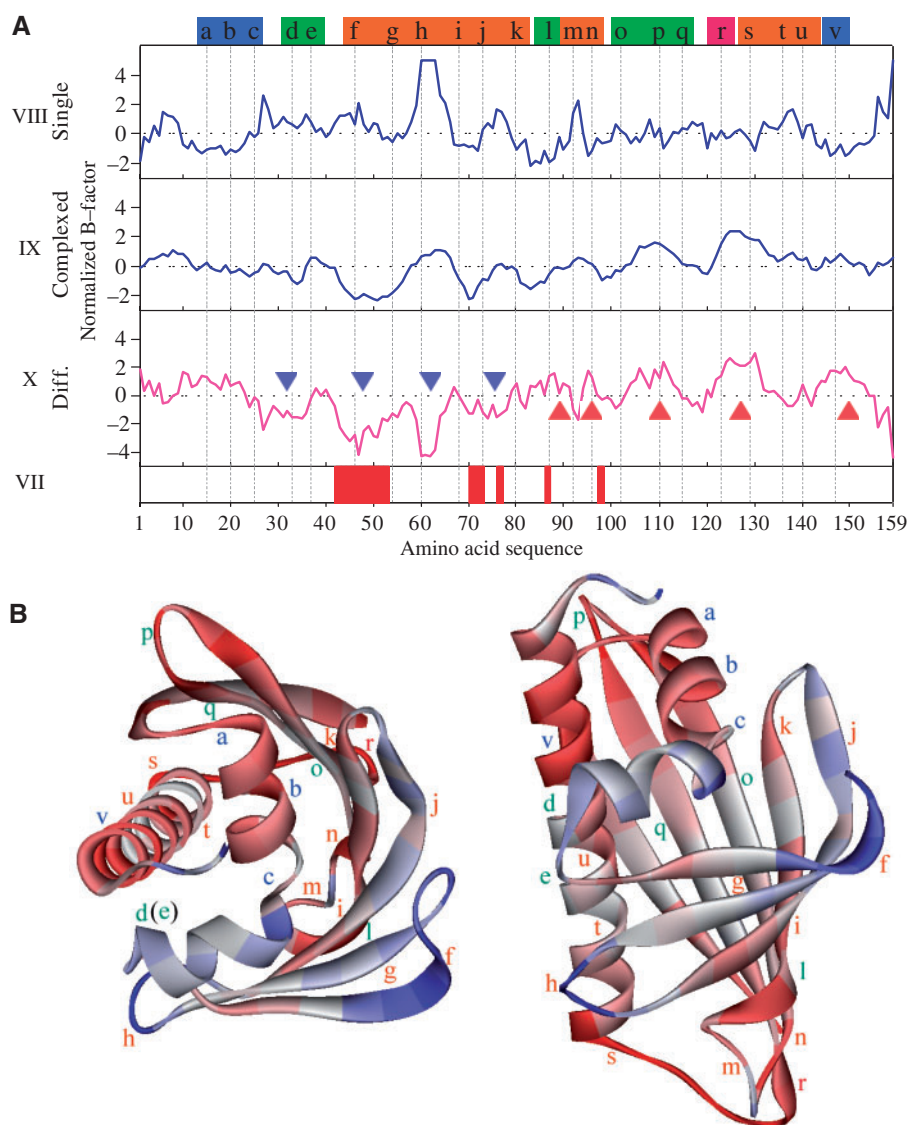 A
a b c d e f g h i j k l m n o p q r s t u v
VIII Single
4
2
0
−2
IX Complexed
4
2
0
−2
Normalized B–factor
X Diff.
4
2
0
−2
−4
VII
1 10 20 30 40 50 60 70 80 90 100 110 120 130 140 150 159
Amino acid sequence
B
p
q
a
k
r
s
o
b
u
j
v
t
n
c
m
i
d(e)
l
g
f
h
p
a
b
c
k
j
v
d
o
q
u
e
g
f
t
i
h
l
n
s
m
r